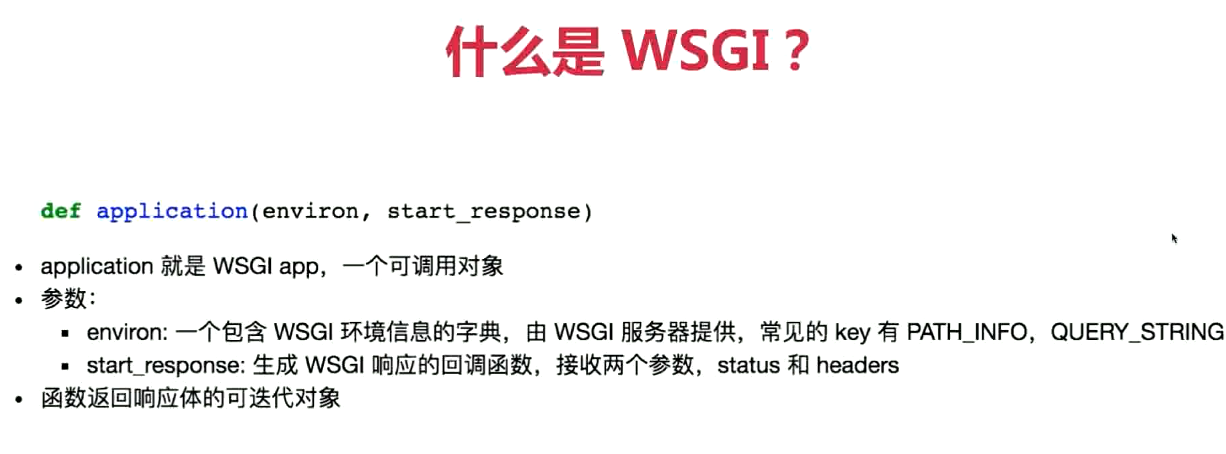 什么是 WSGI？
def application(environ, start_response)
• application 就是 WSGI app，一个可调用对象
• 参数：
▪ environ: 一个包含 WSGI 环境信息的字典，由 WSGI 服务器提供，常见的 key 有 PATH_INFO，QUERY_STRING
▪ start_response: 生成 WSGI 响应的回调函数，接收两个参数，status 和 headers
• 函数返回响应体的可迭代对象